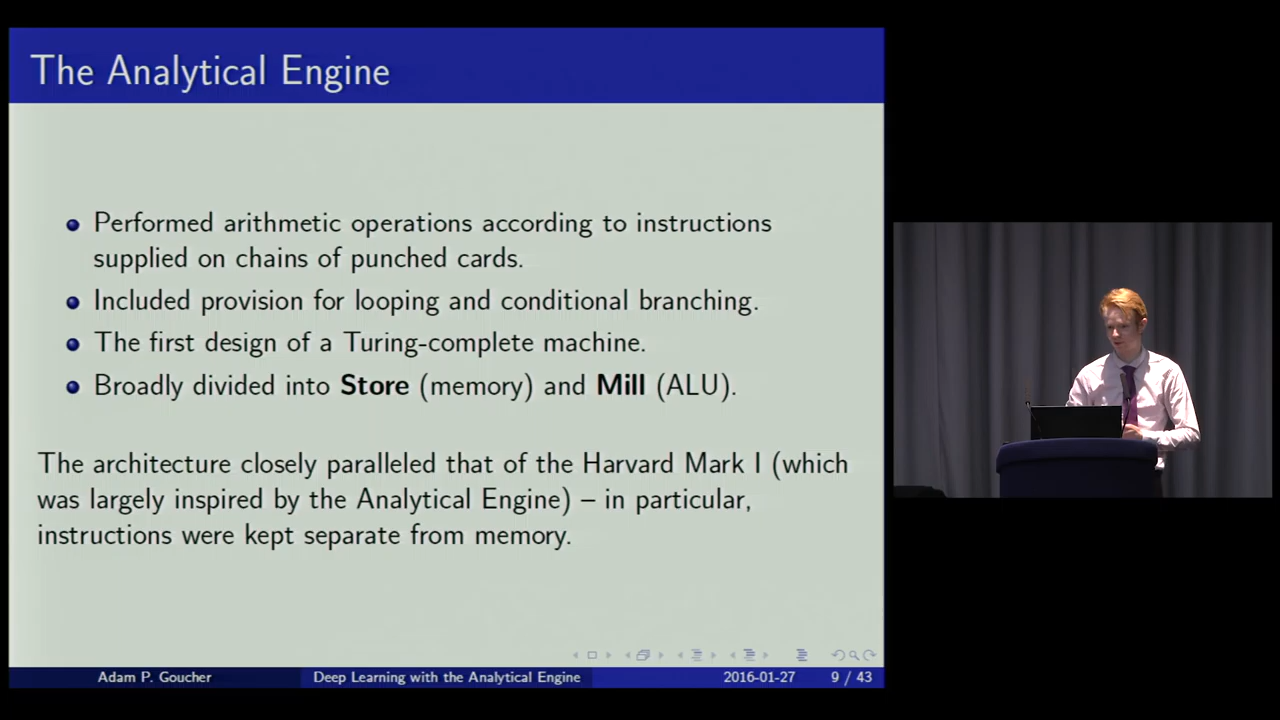 The Analytical Engine
Performed arithmetic operations according to instructions
supplied on chains of punched cards.
Included provision for looping and conditional branching.
The first design of a Turing-complete machine.
Broadly divided into Store (memory) and Mill (ALU).
The architecture closely paralleled that of the Harvard Mark I (which
was largely inspired by the Analytical Engine) – in particular,
instructions were kept separate from memory.
Adam P. Goucher Deep Learning with the Analytical Engine 2016-01-27 9 / 43